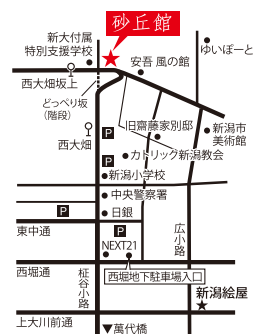 砂丘館
新大付属
特別支援学校
ゆいぽーと
安吾 風の館
西大畑坂上
どっぺり坂
(階段)
旧齋藤家別邸
新潟市
美術館
P
西大畑
カトリック新潟教会
P
新潟小学校
中央警察署
P
日銀
東中通
P
広小路
NEXT21
西堀通
西堀地下駐車場入口
柾谷小路
新潟絵屋
上大川前通
▼萬代橋